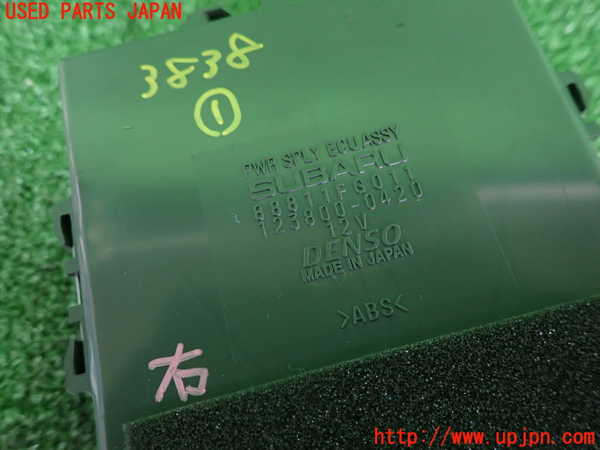 USED PARTS JAPAN
3838
①
PWR SPLY ECU ASSY
SUBARU
88811FG011
123800-0420
12V
DENSO
MADE IN JAPAN
>ABS<
右
http://www.upjpn.com/